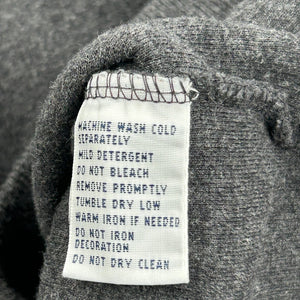 MACHINE WASH COLD
SEPARATELY
MILD DETERGENT
DO NOT BLEACH
REMOVE PROMPTLY
TUMBLE DRY LOW
WARM IRON IF NEEDED
DO NOT IRON
DECORATION
DO NOT DRY CLEAN